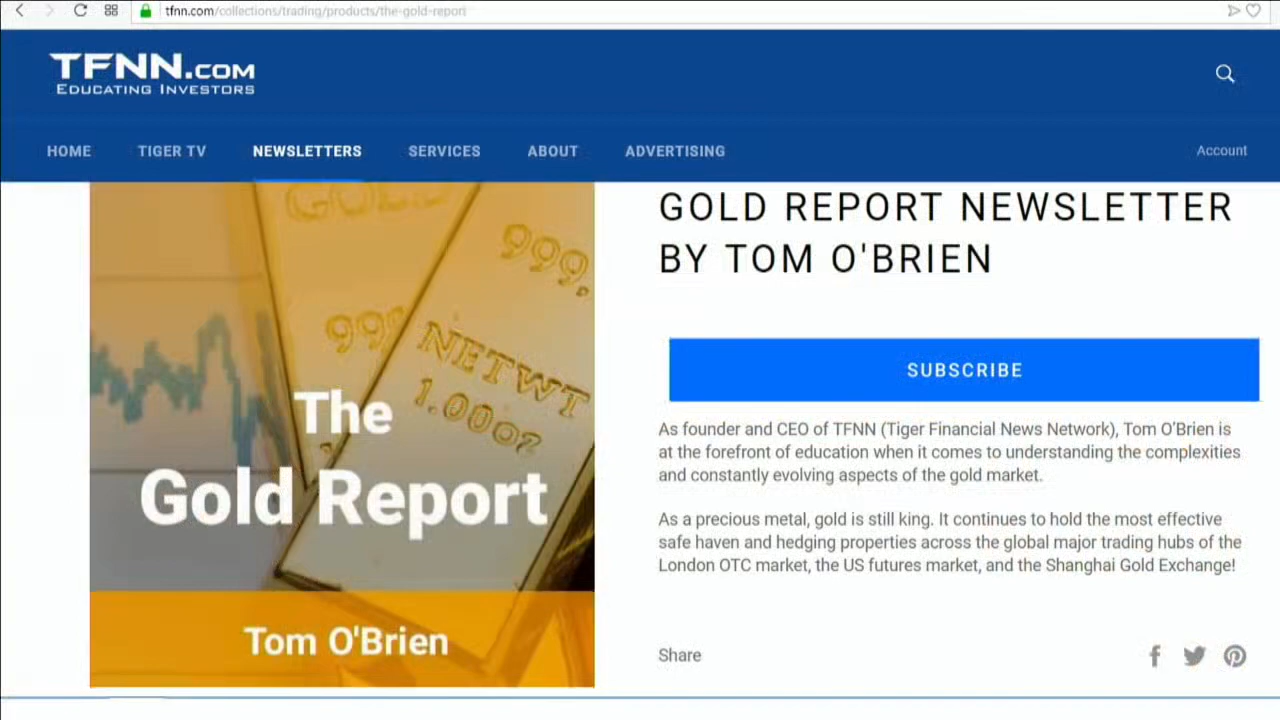 tfnn.com/collections/trading/products/the-gold-report
TFNN.COM
EDUCATING INVESTORS
HOME TIGER TV NEWSLETTERS SERVICES ABOUT ADVERTISING Account
GOLD
999.
999
NETWT
1.00oz
The
Gold Report
Tom O'Brien
GOLD REPORT NEWSLETTER
BY TOM O'BRIEN
SUBSCRIBE
As founder and CEO of TFNN (Tiger Financial News Network), Tom O'Brien is
at the forefront of education when it comes to understanding the complexities
and constantly evolving aspects of the gold market.
As a precious metal, gold is still king. It continues to hold the most effective
safe haven and hedging properties across the global major trading hubs of the
London OTC market, the US futures market, and the Shanghai Gold Exchange!
Share